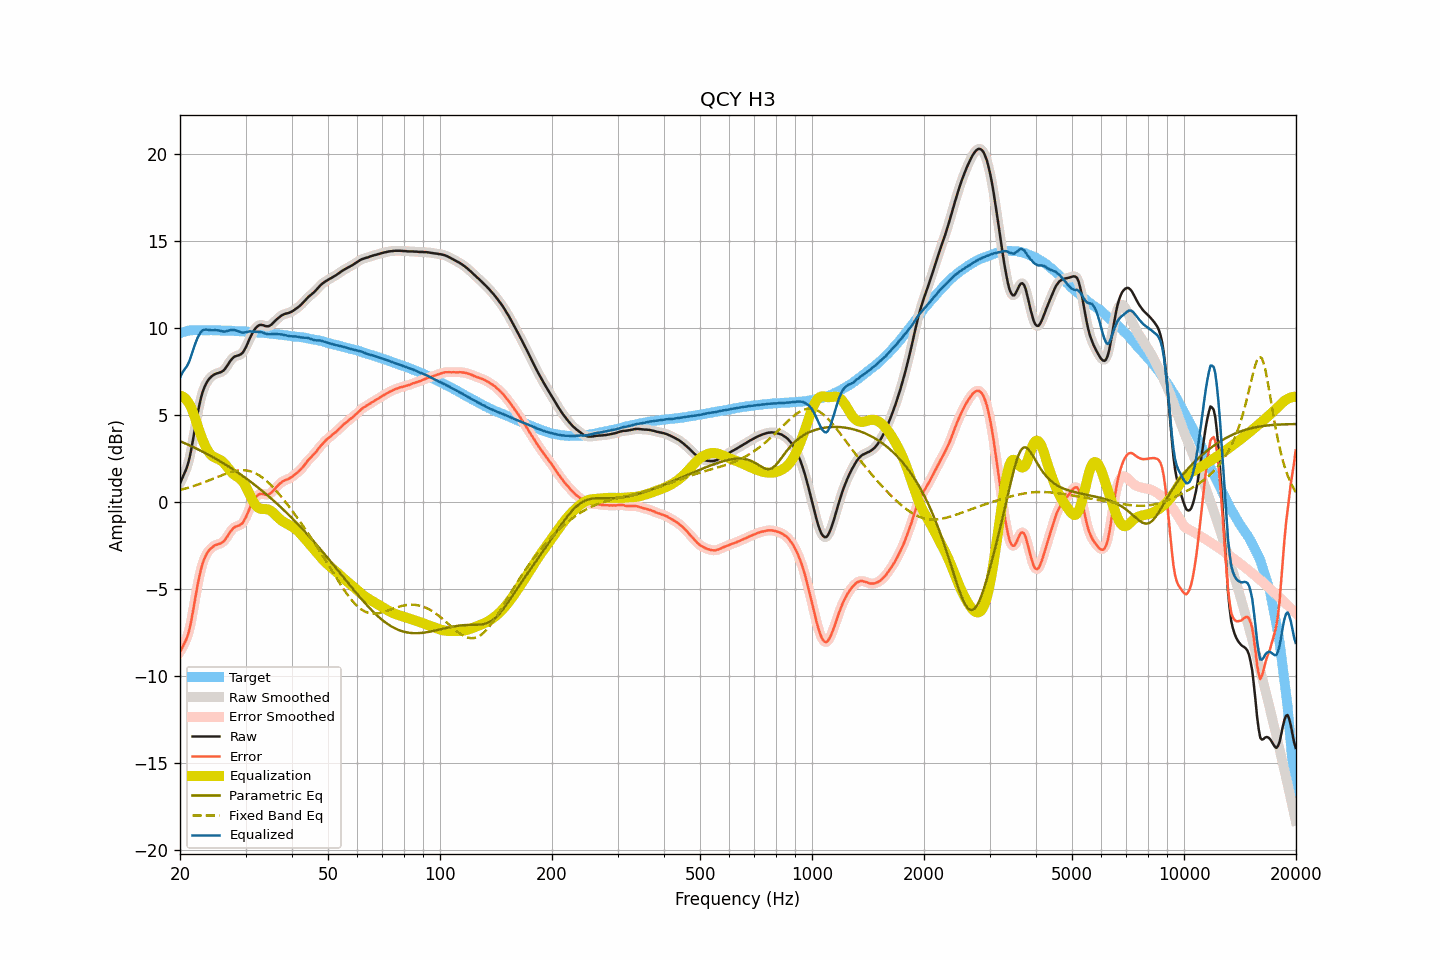 QCY H3
Amplitude (dBr)
20
15
10
5
0
−5
−10
−15
−20
Target
Raw Smoothed
Error Smoothed
Raw
Error
Equalization
Parametric Eq
Fixed Band Eq
Equalized
20 50 100 200 500 1000 2000 5000 10000 20000
Frequency (Hz)